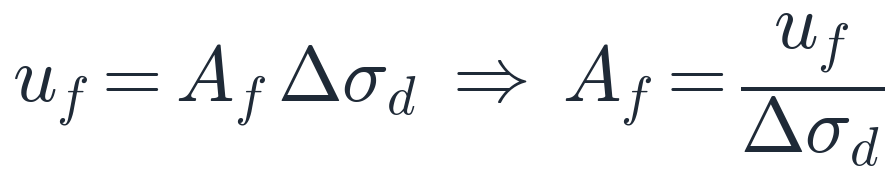 u_f = A_f Δσ_d ⇒ A_f = u_f / Δσ_d